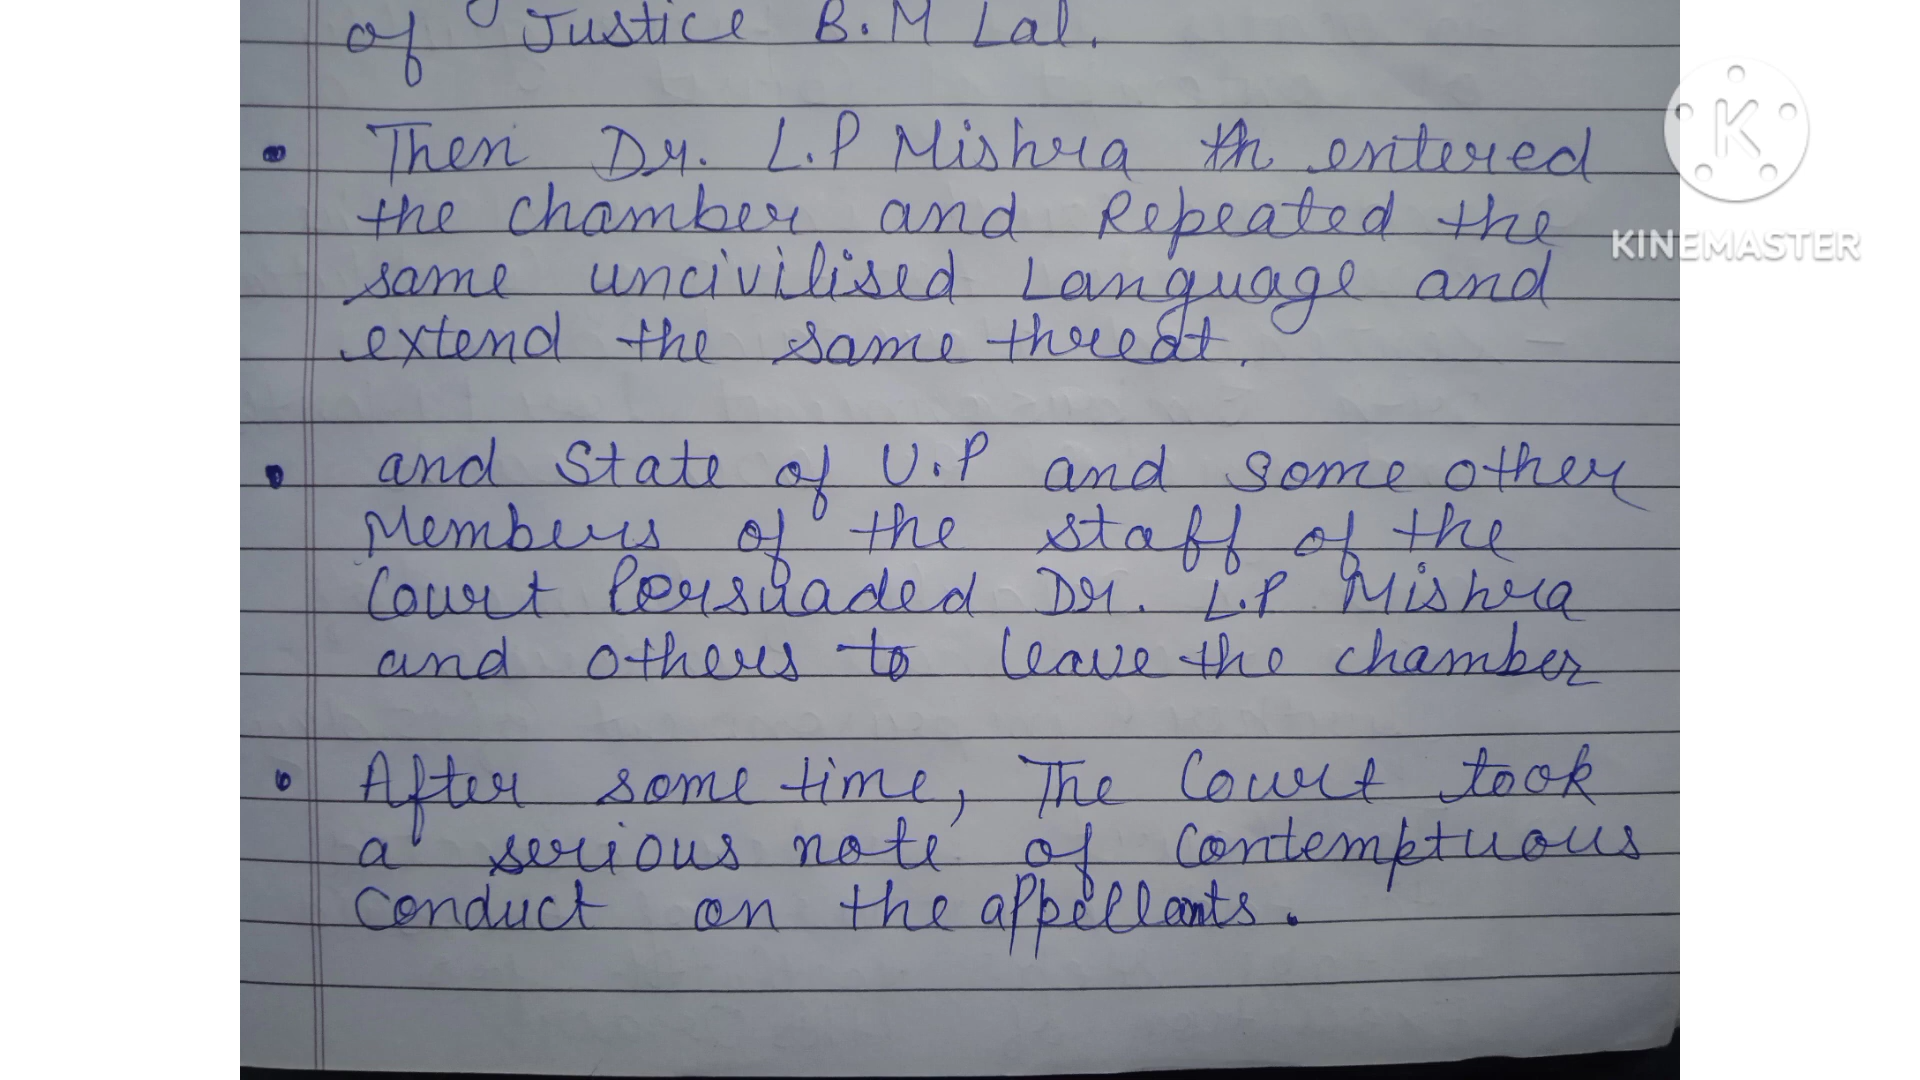 of Justice B.M Lal.
• Then Dr. L.P Mishra th entered
the chamber and Repeated the
same uncivilised Language and
extend the same threat.
• and State of U.P and some other
Members of the staff of the
Court Persuaded Dr. L.P Mishra
and others to leave the chamber
• After some time, The Court took
a serious note of Contemptuous
Conduct on the appellants.
K
KINEMASTER